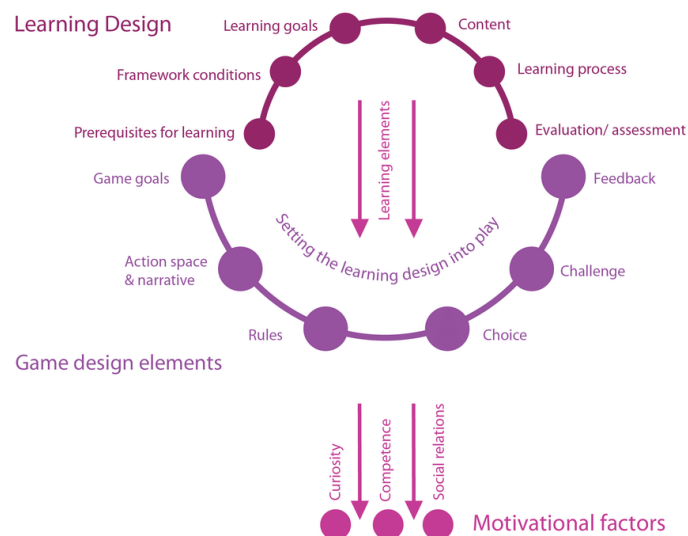 Learning Design
Learning goals
Content
Framework conditions
Learning process
Prerequisites for learning
Evaluation/ assessment
Learning elements
Game goals
Feedback
Setting the learning design into play
Action space
& narrative
Challenge
Rules
Choice
Game design elements
Curiosity
Competence
Social relations
Motivational factors